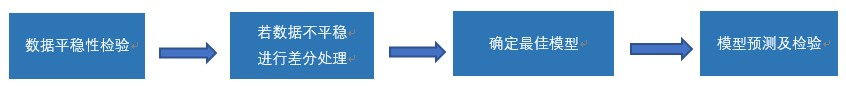 数据平稳性检验
若数据不平稳
进行差分处理
确定最佳模型
模型预测及检验